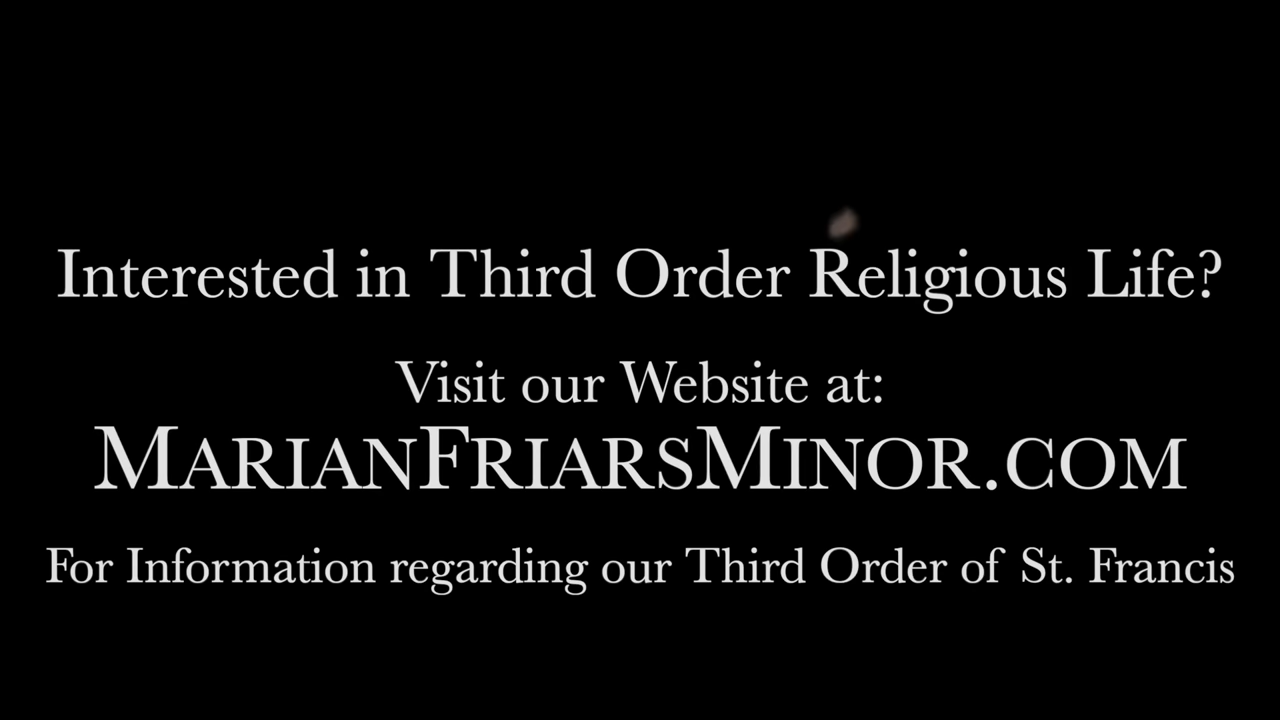 Interested in Third Order Religious Life?
Visit our Website at:
MarianFriarsMinor.com
For Information regarding our Third Order of St. Francis